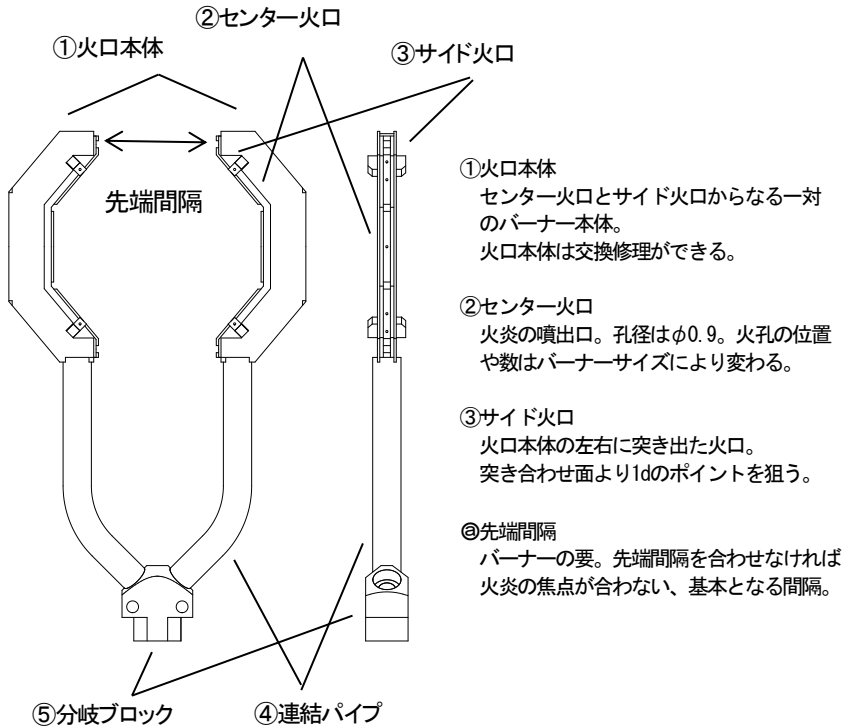 ②センター火口
①火口本体
③サイド火口
先端間隔
①火口本体
センター火口とサイド火口からなる一対
のバーナー本体。
火口本体は交換修理ができる。
②センター火口
火炎の噴出口。孔径はφ0.9。火孔の位置
や数はバーナーサイズにより変わる。
③サイド火口
火口本体の左右に突き出た火口。
突き合わせ面より1dのポイントを狙う。
@先端間隔
バーナーの要。先端間隔を合わせなければ
火炎の焦点が合わない、基本となる間隔。
⑤分岐ブロック
④連結パイプ